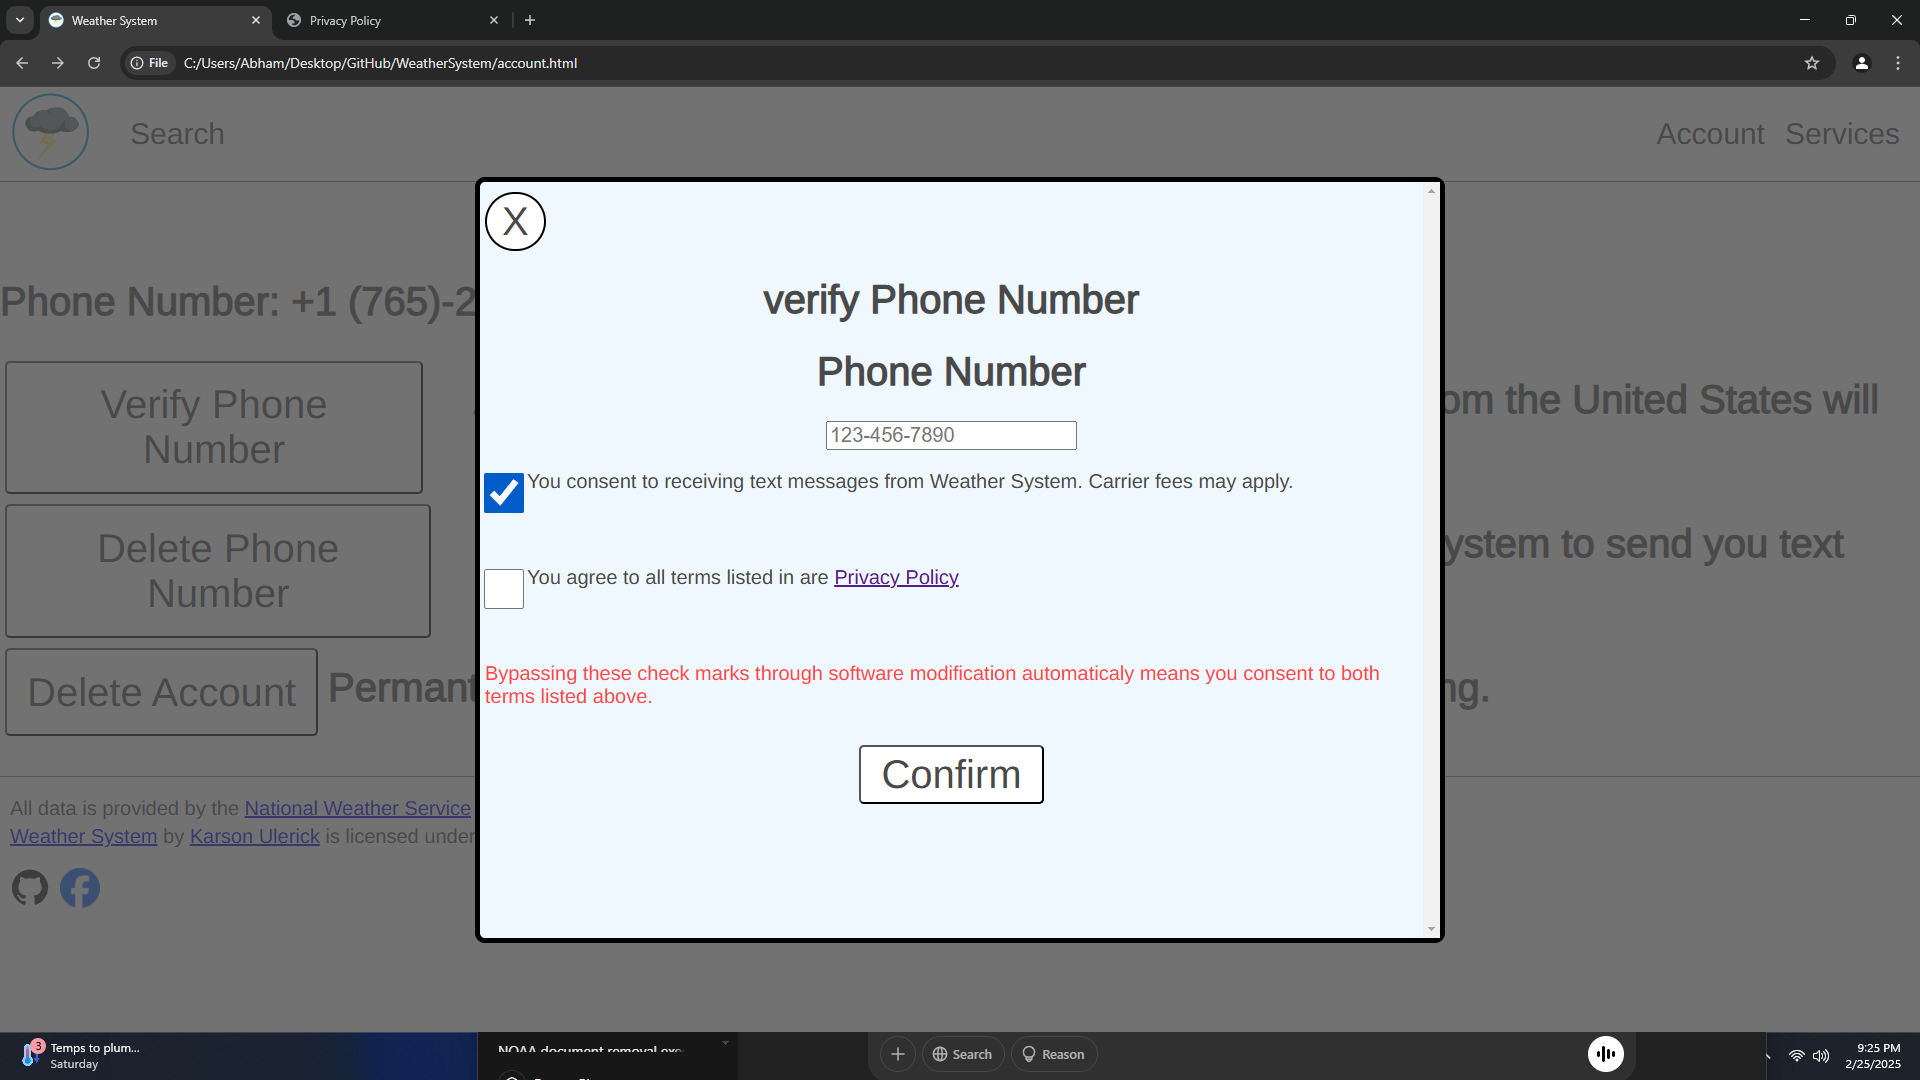 Weather System
Privacy Policy
File C:/Users/Abham/Desktop/GitHub/WeatherSystem/account.html
Search
Account Services
X
verify Phone Number
Phone Number: +1 (765)-2
Phone Number
123-456-7890
Verify Phone
Number
om the United States will
You consent to receiving text messages from Weather System. Carrier fees may apply.
Delete Phone
Number
ystem to send you text
You agree to all terms listed in are Privacy Policy
Delete Account Permant
ng.
Bypassing these check marks through software modification automaticaly means you consent to both
terms listed above.
Confirm
All data is provided by the National Weather Service
Weather System by Karson Ulerick is licensed under
3
Temps to plum...
Saturday
NOAA document removal exe
Search
Reason
9:25 PM
2/25/2025